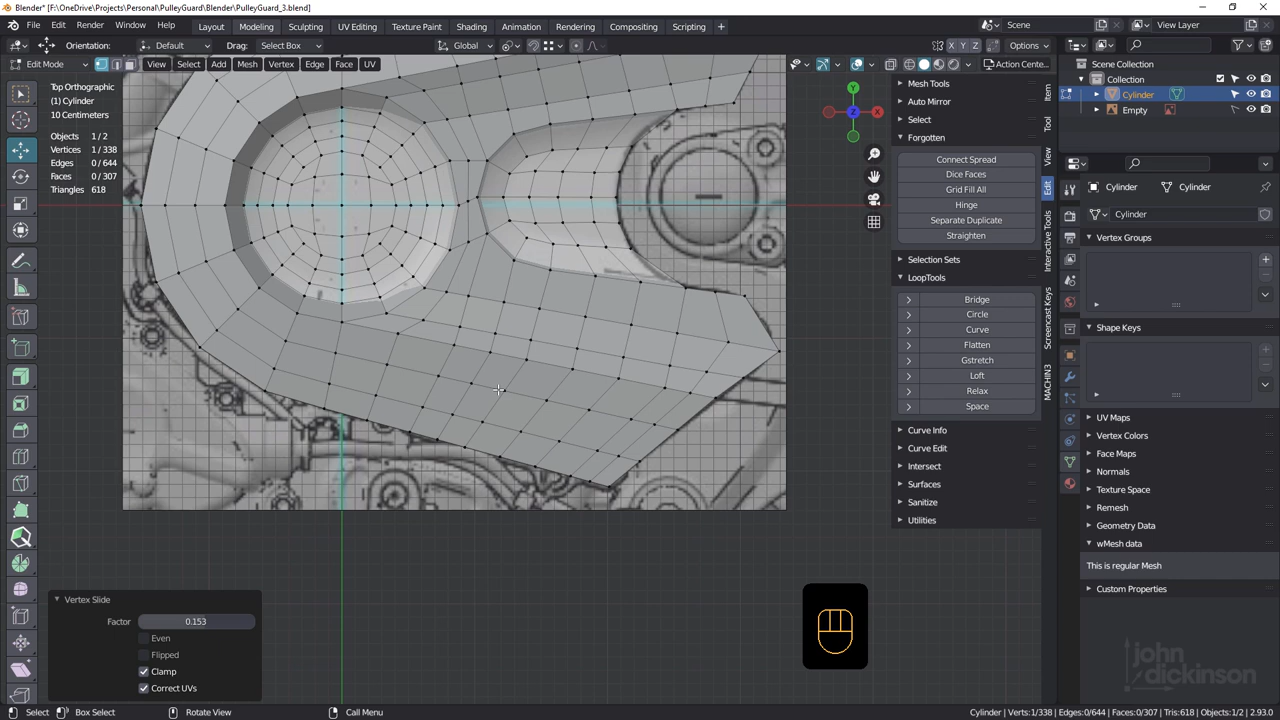 Blender* [F:\OneDrive\Projects\Personal\PulleyGuard\Blender\PulleyGuard_3.blend]
File Edit Render Window Help Layout Modeling Sculpting UV Editing Texture Paint Shading Animation Rendering Compositing Scripting + Scene View Layer
Orientation: Default Drag: Select Box Global X Y Z Options
Edit Mode View Select Add Mesh Vertex Edge Face UV Action Cente...
Top Orthographic
(1) Cylinder
10 Centimeters
Objects 1 / 2
Vertices 1 / 338
Edges 0 / 644
Faces 0 / 307
Triangles 618
Y
X
Z
Mesh Tools
Auto Mirror
Select
Forgotten
Connect Spread
Dice Faces
Grid Fill All
Hinge
Separate Duplicate
Straighten
Selection Sets
LoopTools
Bridge
Circle
Curve
Flatten
Gstretch
Loft
Relax
Space
Curve Info
Curve Edit
Intersect
Surfaces
Sanitize
Utilities
Item
Tool
View
Edit
Interactive Tools
Screencast Keys
MACHIN3
Scene Collection
Collection
Cylinder
Empty
Cylinder Cylinder
Cylinder
Vertex Groups
Shape Keys
UV Maps
Vertex Colors
Face Maps
Normals
Texture Space
Remesh
Geometry Data
wMesh data
This is regular Mesh
Custom Properties
Vertex Slide
Factor 0.153
Even
Flipped
Clamp
Correct UVs
john
dickinson
Select Box Select Rotate View Call Menu Cylinder | Verts:1/338 | Edges:0/644 | Faces:0/307 | Tris:618 | Objects:1/2 | 2.93.0